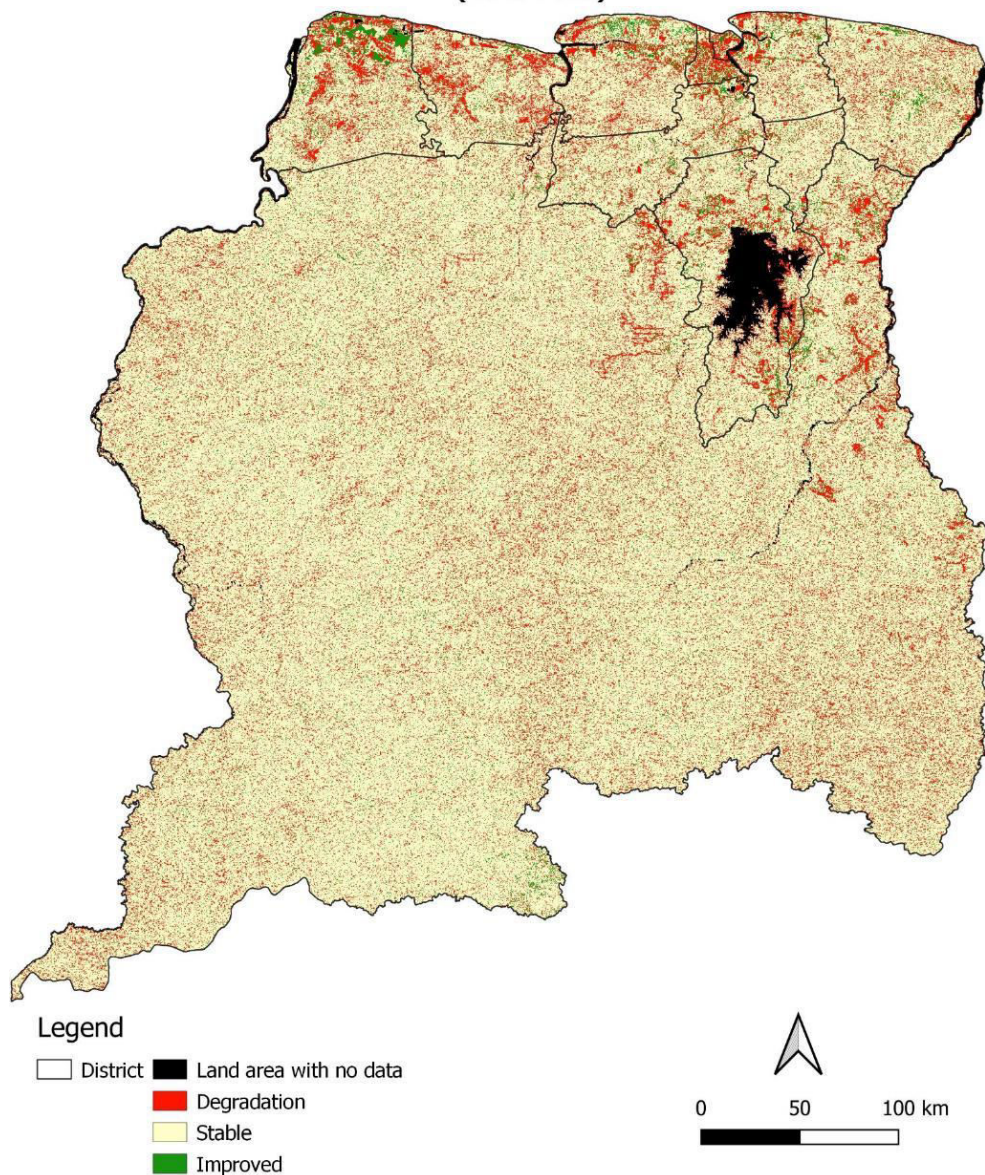 Legend
District
Land area with no data
Degradation
Stable
Improved
0 50 100 km